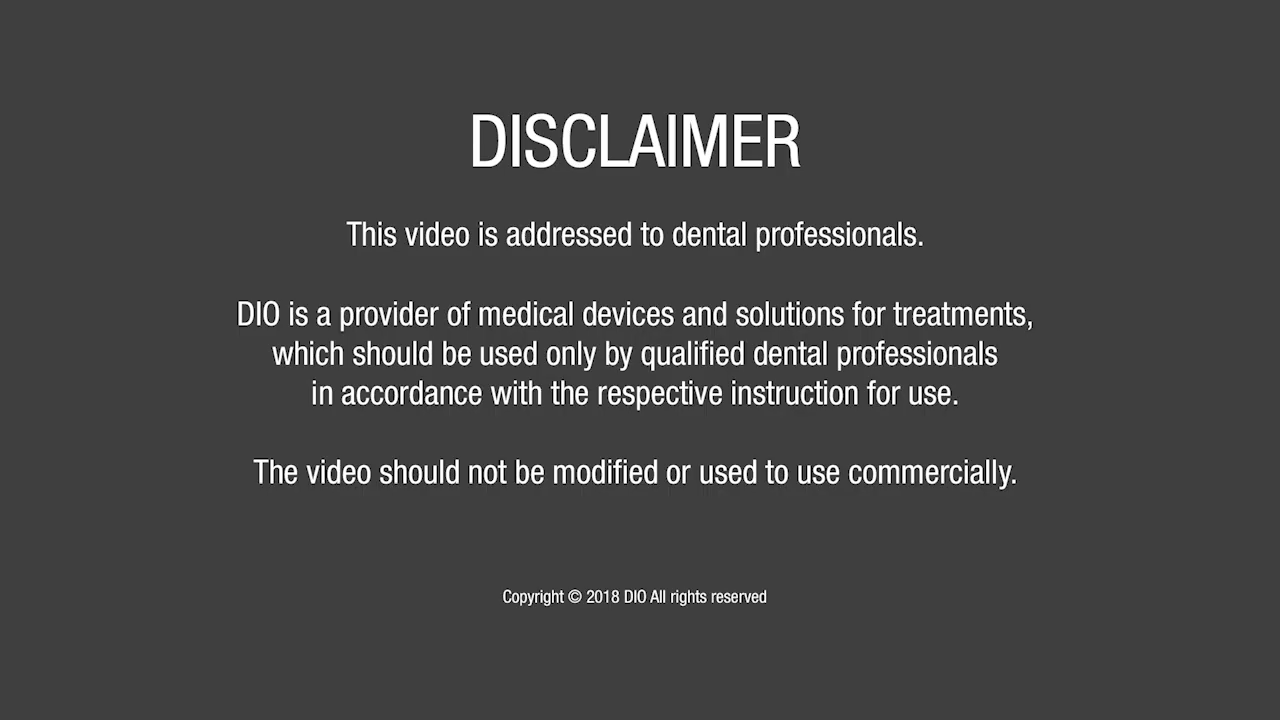 DISCLAIMER
This video is addressed to dental professionals.
DIO is a provider of medical devices and solutions for treatments,
which should be used only by qualified dental professionals
in accordance with the respective instruction for use.
The video should not be modified or used to use commercially.
Copyright © 2018 DIO All rights reserved